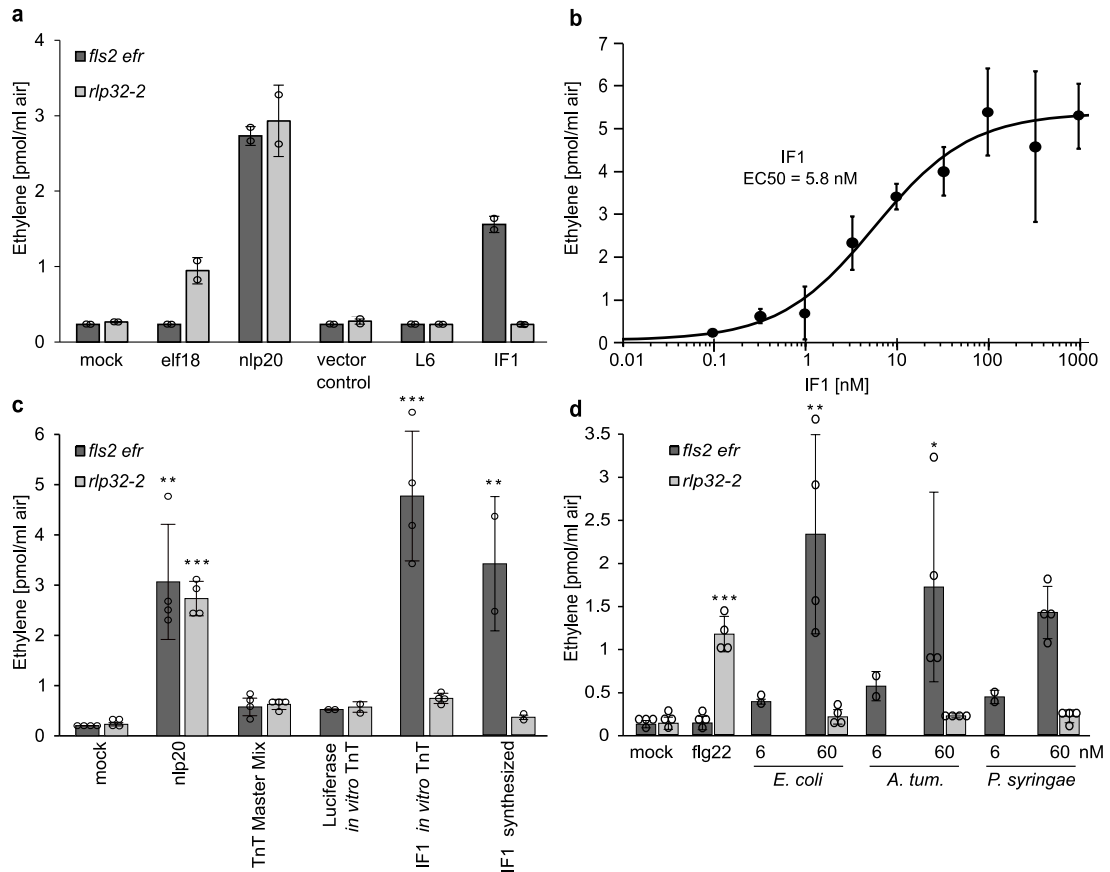 a
4
3
2
1
0
Ethylene [pmol/ml air]
fls2 efr
rlp32-2
mock
elf18
nlp20
vector
control
L6
IF1
b
7
6
5
4
3
2
1
0
Ethylene [pmol/ml air]
IF1
EC50 = 5.8 nM
0.01
0.1
1
10
100
1000
IF1 [nM]
c
6
5
4
3
2
1
0
Ethylene [pmol/ml air]
fls2 efr
rlp32-2
**
***
***
**
mock
nlp20
TnT Master Mix
Luciferase
in vitro TnT
IF1 in vitro TnT
IF1 synthesized
d
3.5
3
2.5
2
1.5
1
0.5
0
Ethylene [pmol/ml air]
fls2 efr
rlp32-2
***
**
*
mock
flg22
6
60
6
60
6
60 nM
E. coli
A. tum.
P. syringae